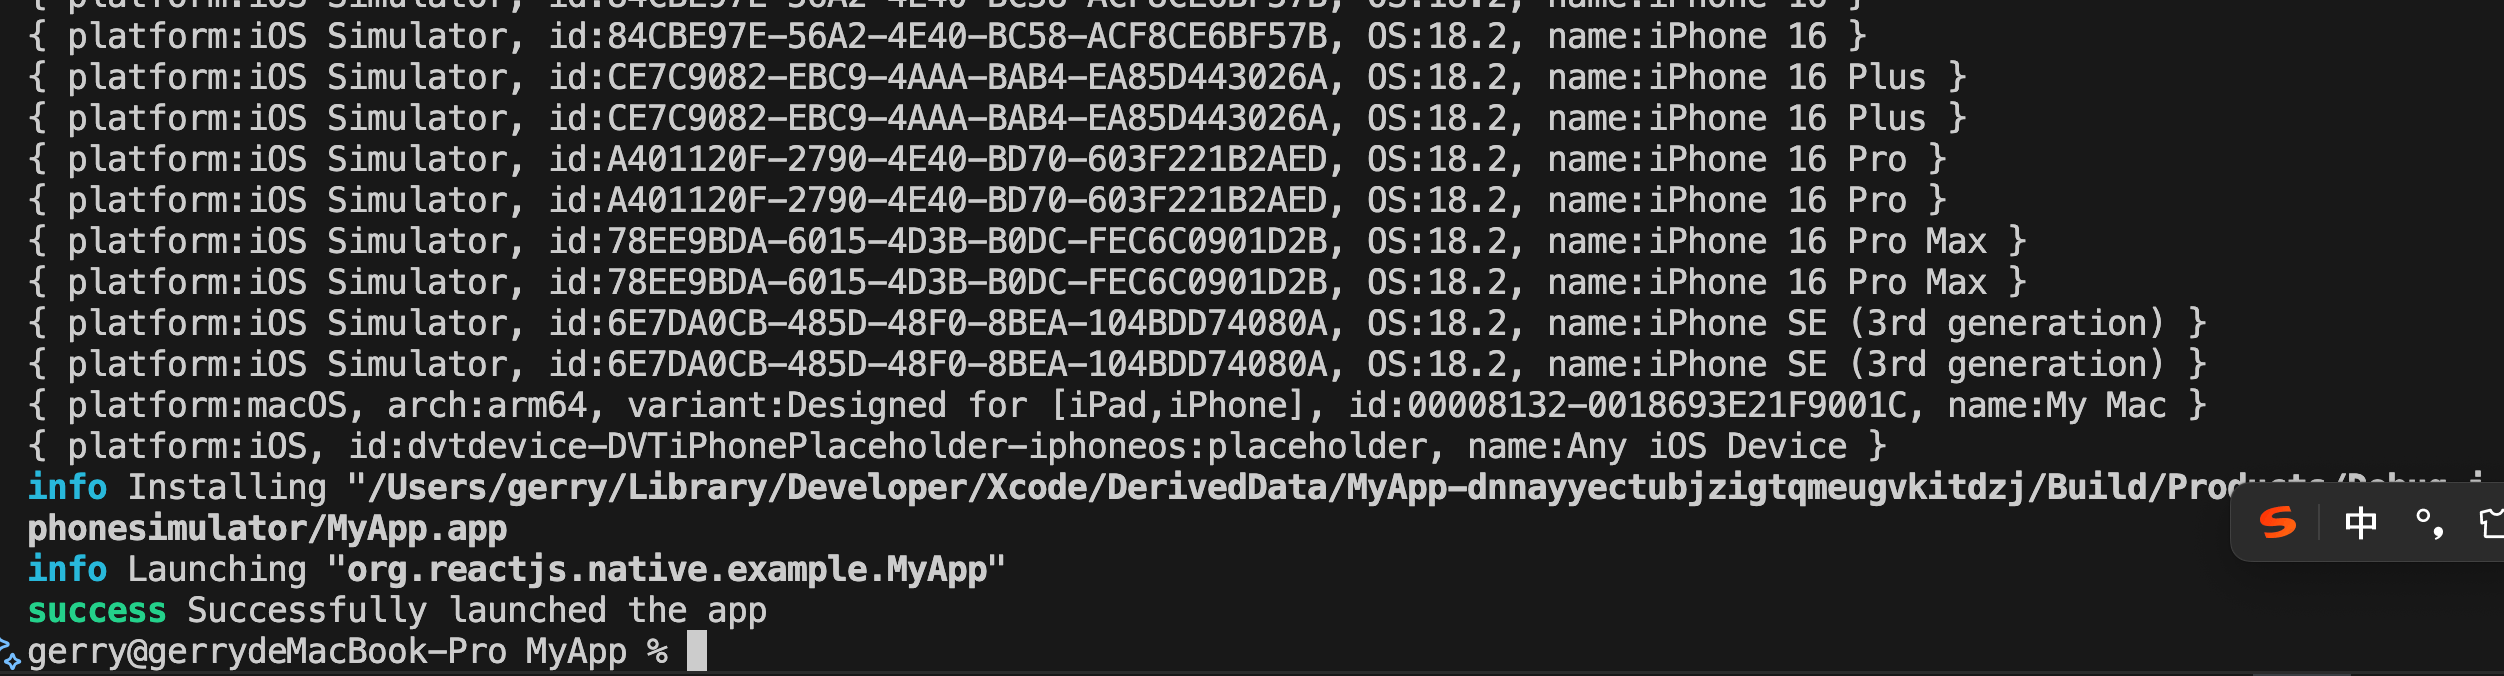 { platform:iOS Simulator, id:84CBE97E-56A2-4E40-BC58-ACF8CE6BF57B, OS:18.2, name:iPhone 16 }
{ platform:iOS Simulator, id:84CBE97E-56A2-4E40-BC58-ACF8CE6BF57B, OS:18.2, name:iPhone 16 }
{ platform:iOS Simulator, id:CE7C9082-EBC9-4AAA-BAB4-EA85D443026A, OS:18.2, name:iPhone 16 Plus }
{ platform:iOS Simulator, id:CE7C9082-EBC9-4AAA-BAB4-EA85D443026A, OS:18.2, name:iPhone 16 Plus }
{ platform:iOS Simulator, id:A401120F-2790-4E40-BD70-603F221B2AED, OS:18.2, name:iPhone 16 Pro }
{ platform:iOS Simulator, id:A401120F-2790-4E40-BD70-603F221B2AED, OS:18.2, name:iPhone 16 Pro }
{ platform:iOS Simulator, id:78EE9BDA-6015-4D3B-B0DC-FEC6C0901D2B, OS:18.2, name:iPhone 16 Pro Max }
{ platform:iOS Simulator, id:78EE9BDA-6015-4D3B-B0DC-FEC6C0901D2B, OS:18.2, name:iPhone 16 Pro Max }
{ platform:iOS Simulator, id:6E7DA0CB-485D-48F0-8BEA-104BDD74080A, OS:18.2, name:iPhone SE (3rd generation) }
{ platform:iOS Simulator, id:6E7DA0CB-485D-48F0-8BEA-104BDD74080A, OS:18.2, name:iPhone SE (3rd generation) }
{ platform:macOS, arch:arm64, variant:Designed for [iPad,iPhone], id:00008132-0018693E21F9001C, name:My Mac }
{ platform:iOS, id:dvtdevice-DVTiPhonePlaceholder-iphoneos:placeholder, name:Any iOS Device }
info Installing "/Users/gerry/Library/Developer/Xcode/DerivedData/MyApp-dnnayyectubjzigtqmeugvkitdzj/Build/Products/Debug-i
phonesimulator/MyApp.app
info Launching "org.reactjs.native.example.MyApp"
success Successfully launched the app
gerry@gerrydeMacBook-Pro MyApp %
中 °,